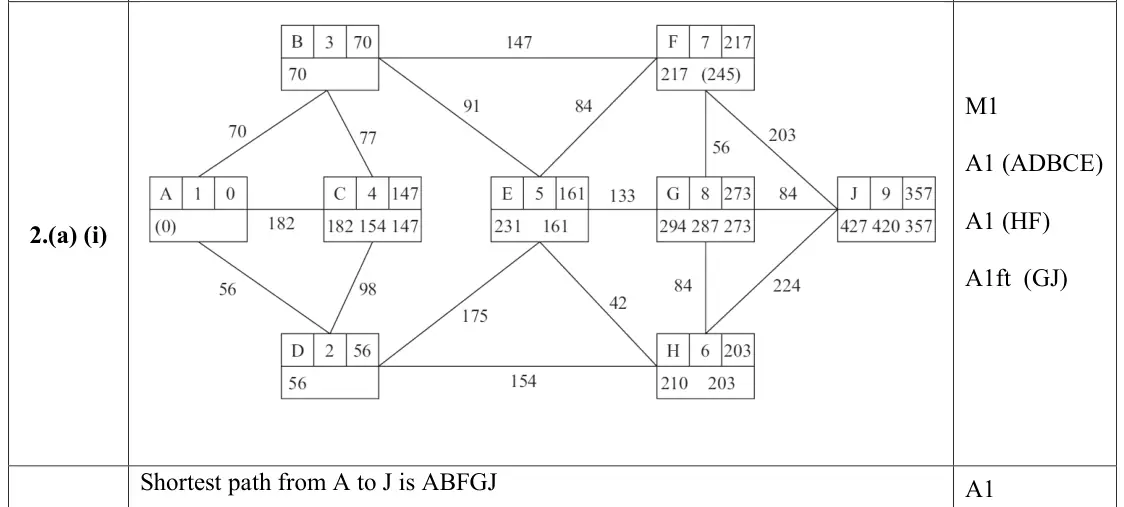 B 3 70
147
F 7 217
70
217 (245)
91
84
M1
70
77
56
203
A1 (ADBCE)
A 1 0
C 4 147
E 5 161
133
G 8 273
84
J 9 357
(0)
182
182 154 147
231 161
294 287 273
427 420 357
A1 (HF)
2.(a) (i)
56
98
175
42
84
224
A1ft (GJ)
D 2 56
H 6 203
56
154
210 203
Shortest path from A to J is ABFGJ
A1